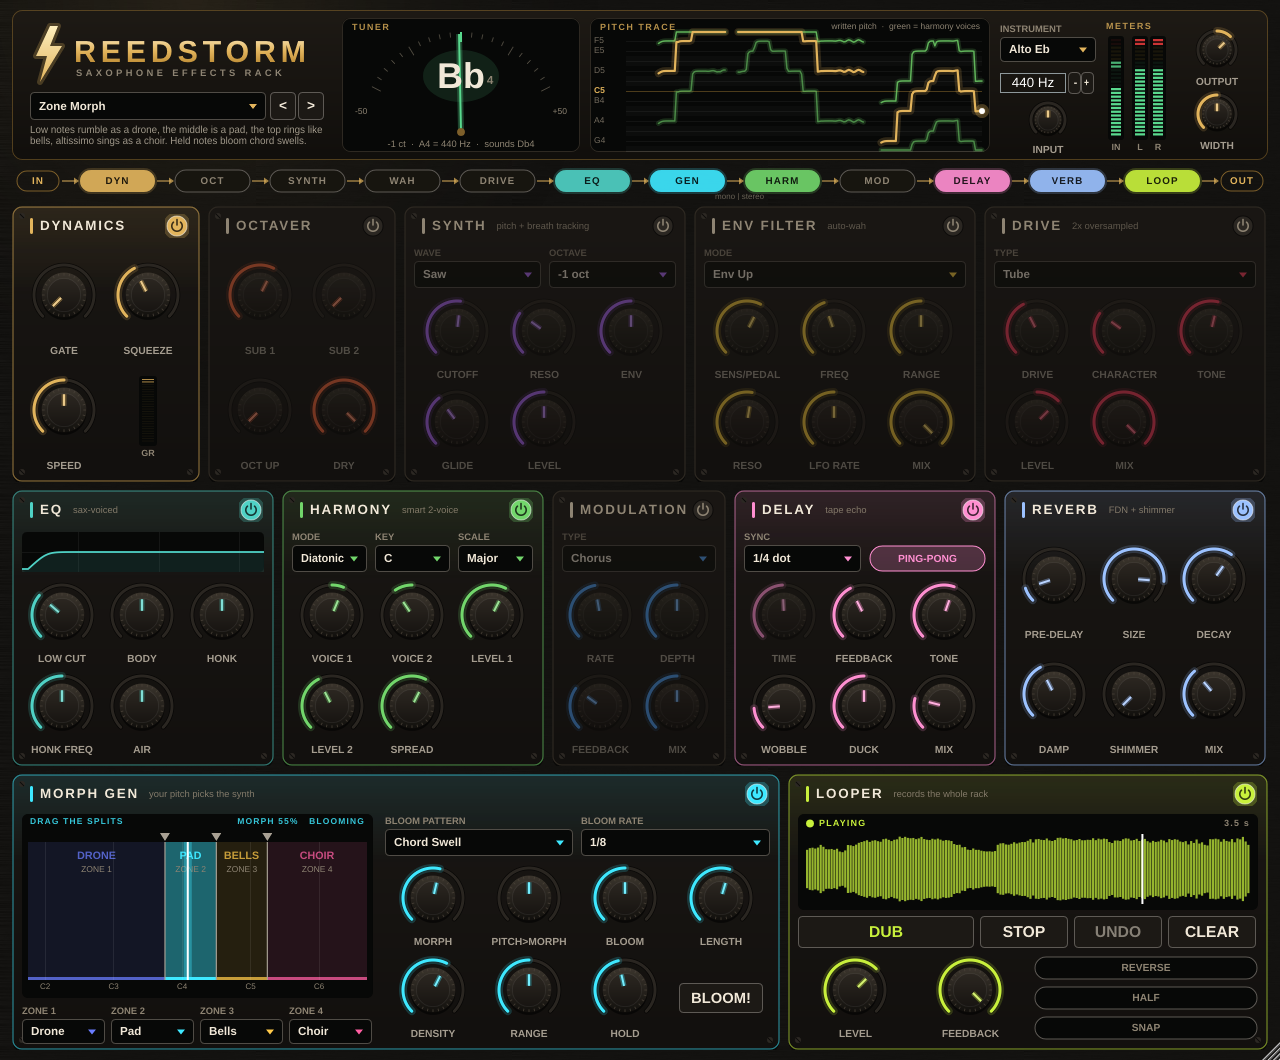 REEDSTORM
SAXOPHONE EFFECTS RACK
Zone Morph
<
>
Low notes rumble as a drone, the middle is a pad, the top rings like
bells, altissimo sings as a choir. Held notes bloom chord swells.
TUNER
Bb 4
-50
+50
-1 ct · A4 = 440 Hz · sounds Db4
PITCH TRACE
written pitch · green = harmony voices
F5
E5
D5
C5
B4
A4
G4
INSTRUMENT
Alto Eb
440 Hz
-
+
INPUT
METERS
IN
L
R
OUTPUT
WIDTH
IN
DYN
OCT
SYNTH
WAH
DRIVE
EQ
GEN
HARM
MOD
DELAY
VERB
LOOP
OUT
mono | stereo
DYNAMICS
GATE
SQUEEZE
SPEED
GR
OCTAVER
SUB 1
SUB 2
OCT UP
DRY
SYNTH
pitch + breath tracking
WAVE
OCTAVE
Saw
-1 oct
CUTOFF
RESO
ENV
GLIDE
LEVEL
ENV FILTER
auto-wah
MODE
Env Up
SENS/PEDAL
FREQ
RANGE
RESO
LFO RATE
MIX
DRIVE
2x oversampled
TYPE
Tube
DRIVE
CHARACTER
TONE
LEVEL
MIX
EQ
sax-voiced
LOW CUT
BODY
HONK
HONK FREQ
AIR
HARMONY
smart 2-voice
MODE
KEY
SCALE
Diatonic
C
Major
VOICE 1
VOICE 2
LEVEL 1
LEVEL 2
SPREAD
MODULATION
TYPE
Chorus
RATE
DEPTH
FEEDBACK
MIX
DELAY
tape echo
SYNC
1/4 dot
PING-PONG
TIME
FEEDBACK
TONE
WOBBLE
DUCK
MIX
REVERB
FDN + shimmer
PRE-DELAY
SIZE
DECAY
DAMP
SHIMMER
MIX
MORPH GEN
your pitch picks the synth
DRAG THE SPLITS
MORPH 55%
BLOOMING
DRONE
PAD
BELLS
CHOIR
ZONE 1
ZONE 2
ZONE 3
ZONE 4
C2
C3
C4
C5
C6
ZONE 1
ZONE 2
ZONE 3
ZONE 4
Drone
Pad
Bells
Choir
BLOOM PATTERN
BLOOM RATE
Chord Swell
1/8
MORPH
PITCH>MORPH
BLOOM
LENGTH
DENSITY
RANGE
HOLD
BLOOM!
LOOPER
records the whole rack
PLAYING
3.5 s
DUB
STOP
UNDO
CLEAR
LEVEL
FEEDBACK
REVERSE
HALF
SNAP